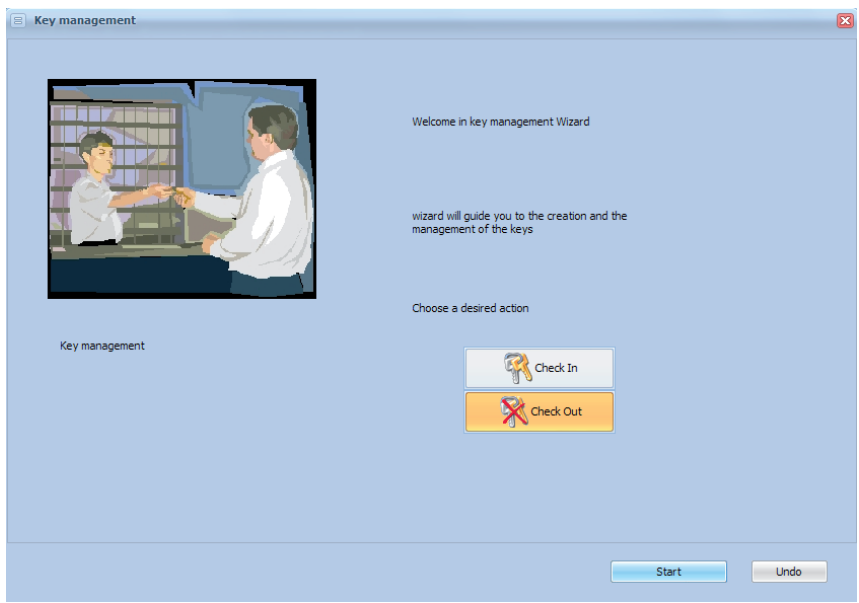 Key management
Welcome in key management Wizard
wizard will guide you to the creation and the
management of the keys
Choose a desired action
Key management
Check In
Check Out
Start
Undo